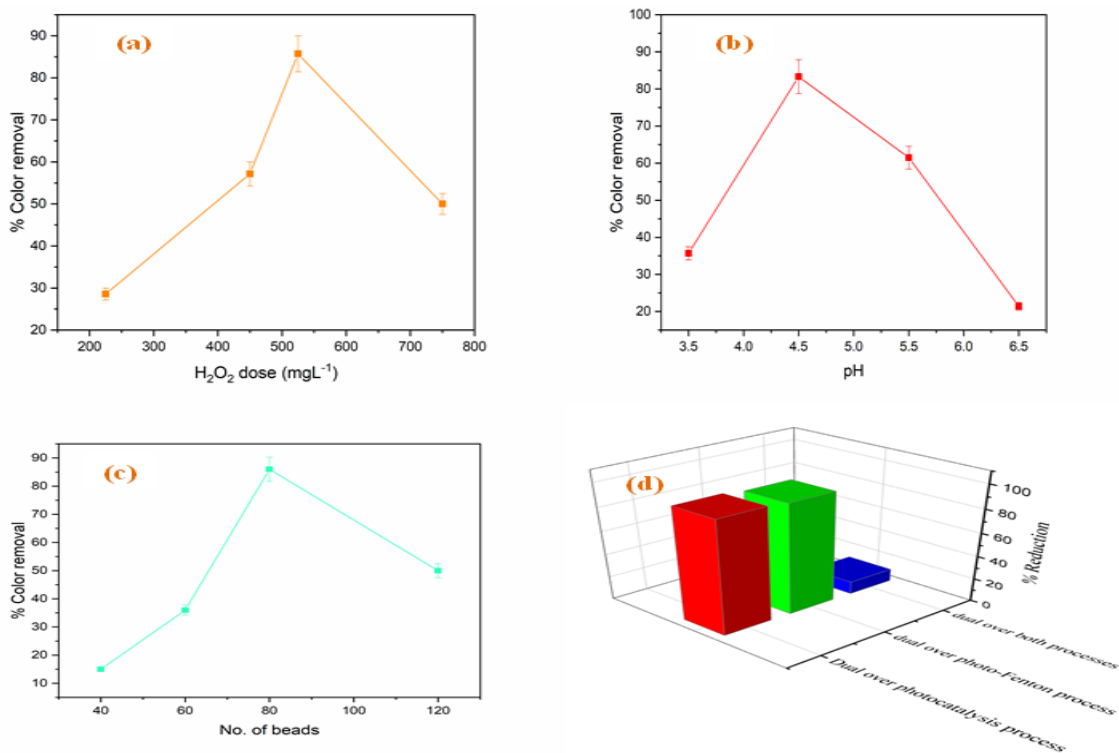 (a)
% Color removal
90
80
70
60
50
40
30
20
200 300 400 500 600 700 800
H₂O₂ dose (mgL⁻¹)
(b)
% Color removal
100
90
80
70
60
50
40
30
20
3.5 4.0 4.5 5.0 5.5 6.0 6.5
pH
(c)
% Color removal
90
80
70
60
50
40
30
20
10
40 60 80 100 120
No. of beads
(d)
100
80
60
40
20
0
% Reduction
dual over both processes
dual over photo-Fenton process
Dual over photocatalysis process